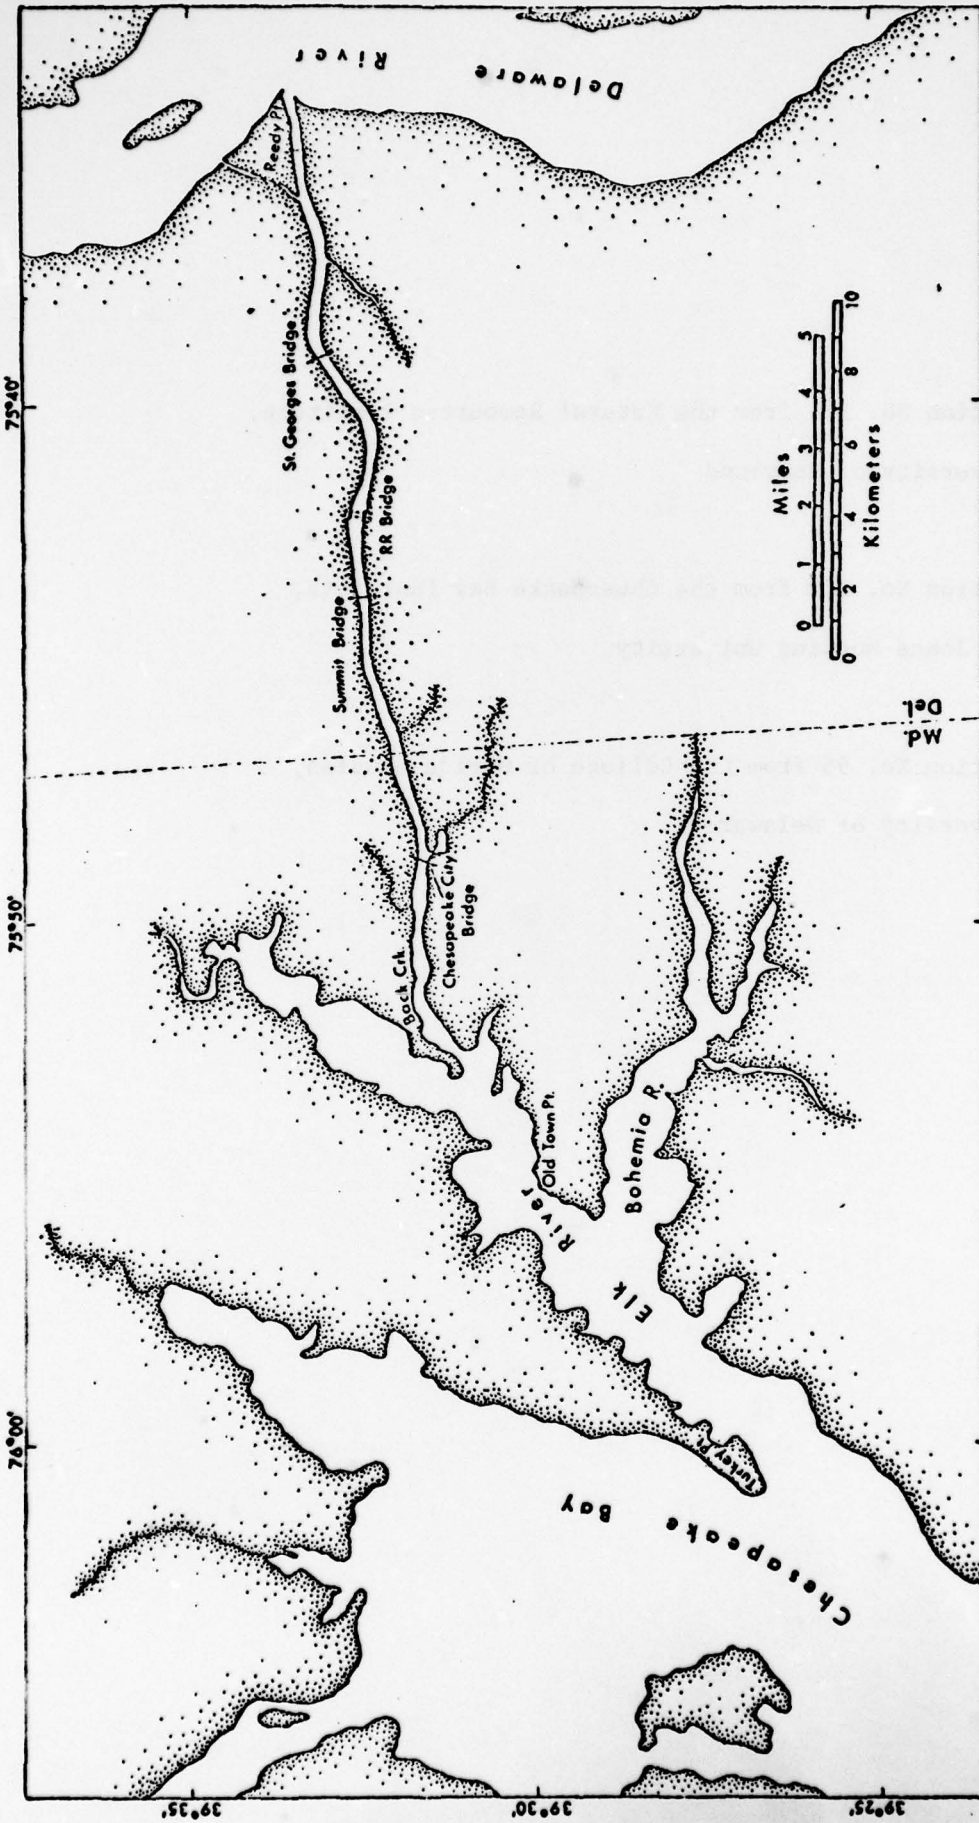 75°40'
75°50'
76°00'
39°35'
39°30'
39°25'
Delaware River
Reedy Pt.
St. Georges Bridge
RR Bridge
Summit Bridge
Chesapeake City
Bridge
Back Crk.
Old Town Pt.
Elk River
Bohemia R.
Turkey Pt.
Chesapeake Bay
Md.
Del.
Miles
0 1 2 3 4 5
0 2 4 6 8 10
Kilometers